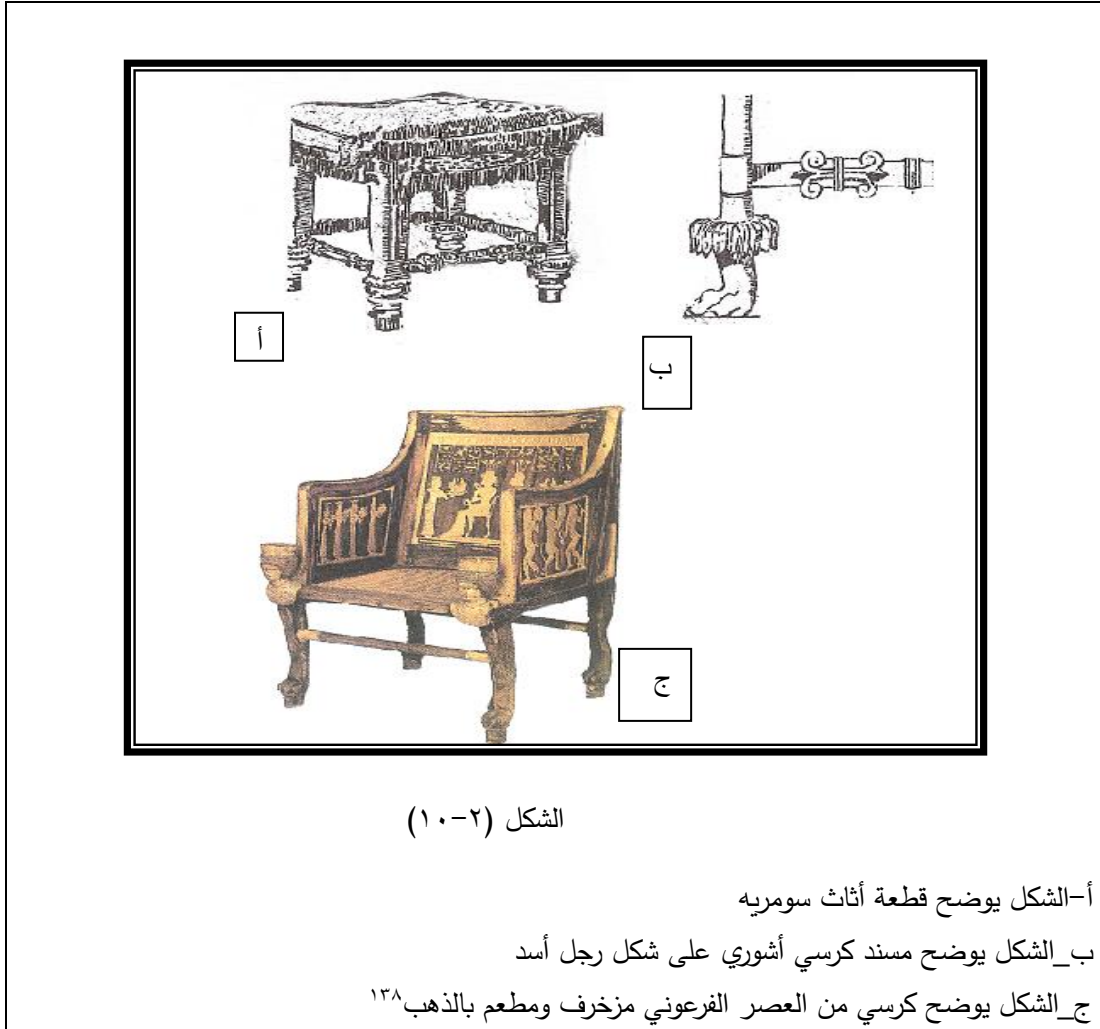 أ
ب
ج
الشكل (٢-١٠)
أ-الشكل يوضح قطعة أثاث سومريه
ب_الشكل يوضح مسند كرسي أشوري على شكل رجل أسد
ج_الشكل يوضح كرسي من العصر الفرعوني مزخرف ومطعم بالذهب١٣٨